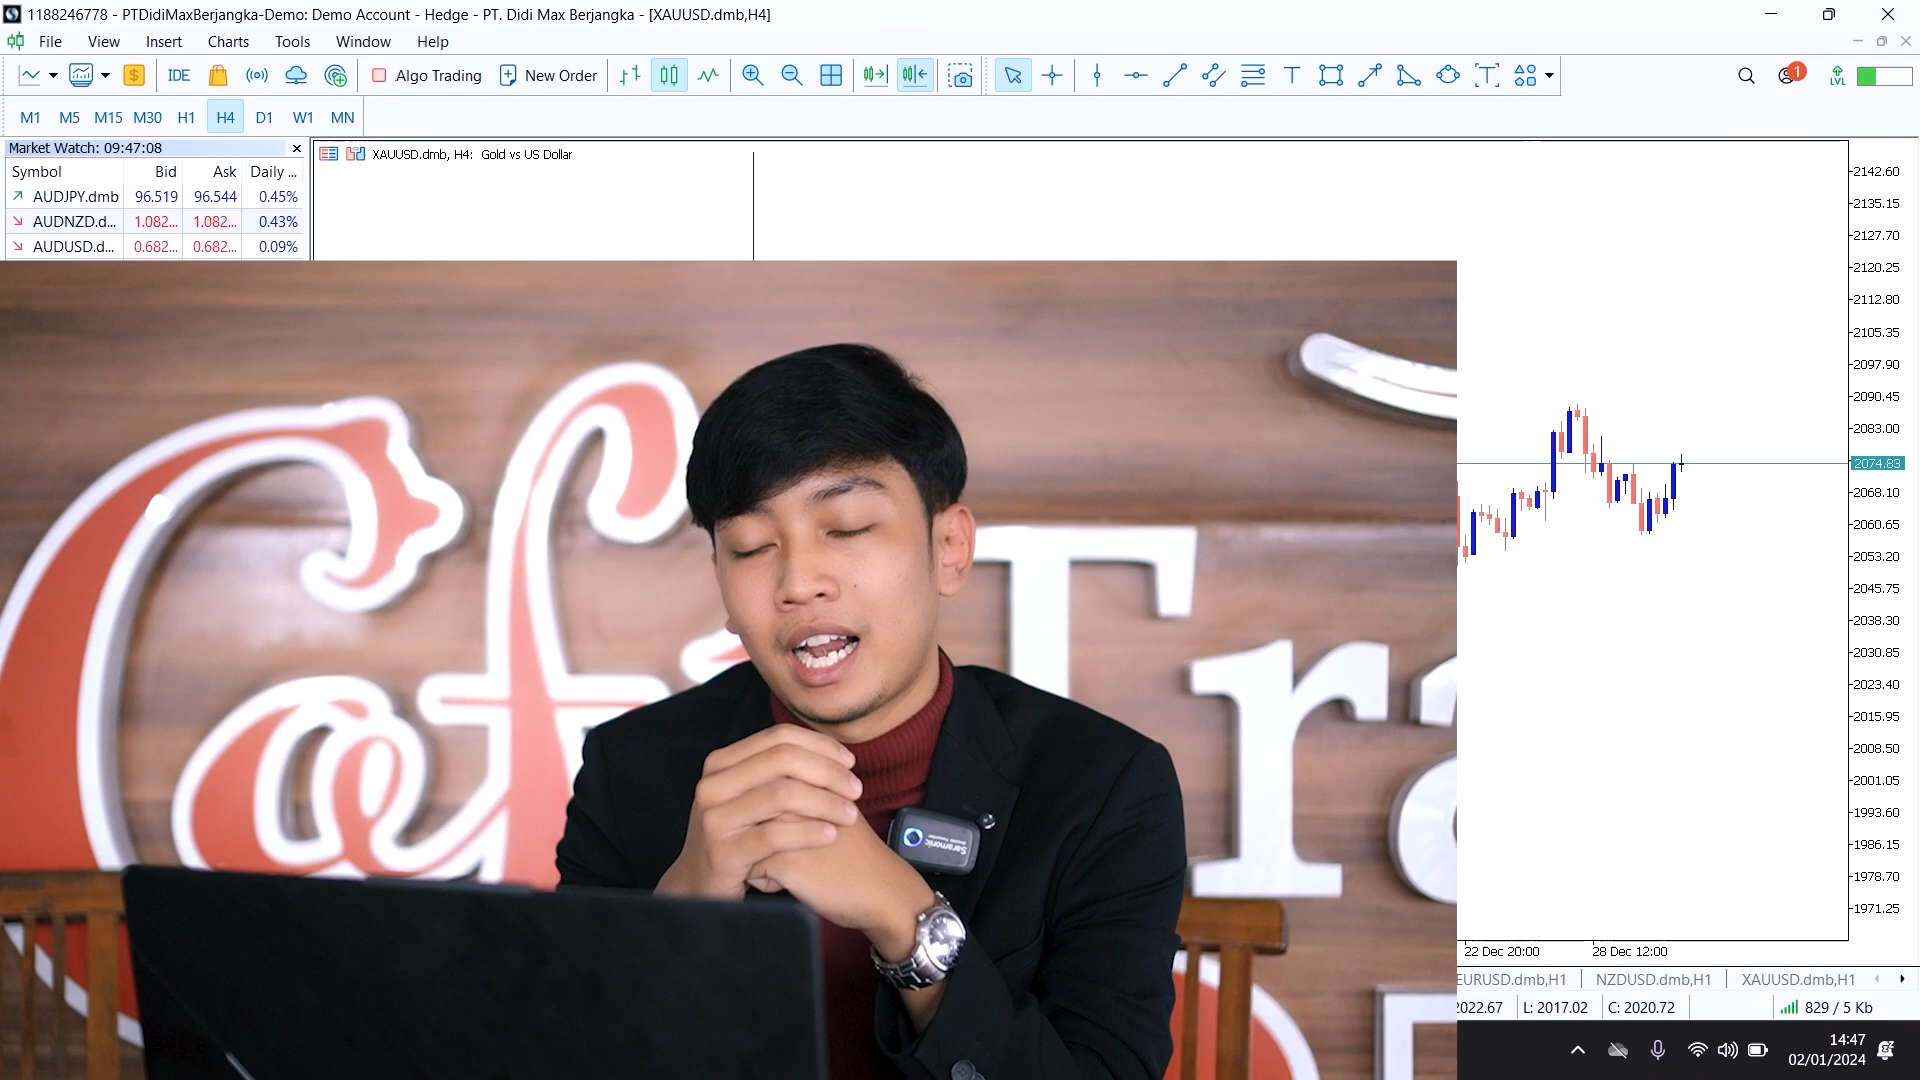 1188246778 - PTDidiMaxBerjangka-Demo: Demo Account - Hedge - PT. Didi Max Berjangka - [XAUUSD.dmb,H4]
File View Insert Charts Tools Window Help
IDE Algo Trading New Order 1 LVL
M1 M5 M15 M30 H1 H4 D1 W1 MN
Market Watch: 09:47:08
Symbol Bid Ask Daily ...
AUDJPY.dmb 96.519 96.544 0.45%
AUDNZD.d... 1.082... 1.082... 0.43%
AUDUSD.d... 0.682... 0.682... 0.09%
XAUUSD.dmb, H4: Gold vs US Dollar
2142.60
2135.15
2127.70
2120.25
2112.80
2105.35
2097.90
2090.45
2083.00
2074.83
2068.10
2060.65
2053.20
2045.75
2038.30
2030.85
2023.40
2015.95
2008.50
2001.05
1993.60
1986.15
1978.70
1971.25
Cafe Tra
Saramonic
22 Dec 20:00 28 Dec 12:00
EURUSD.dmb,H1 NZDUSD.dmb,H1 XAUUSD.dmb,H1
2022.67 L: 2017.02 C: 2020.72 829 / 5 Kb
14:47
02/01/2024